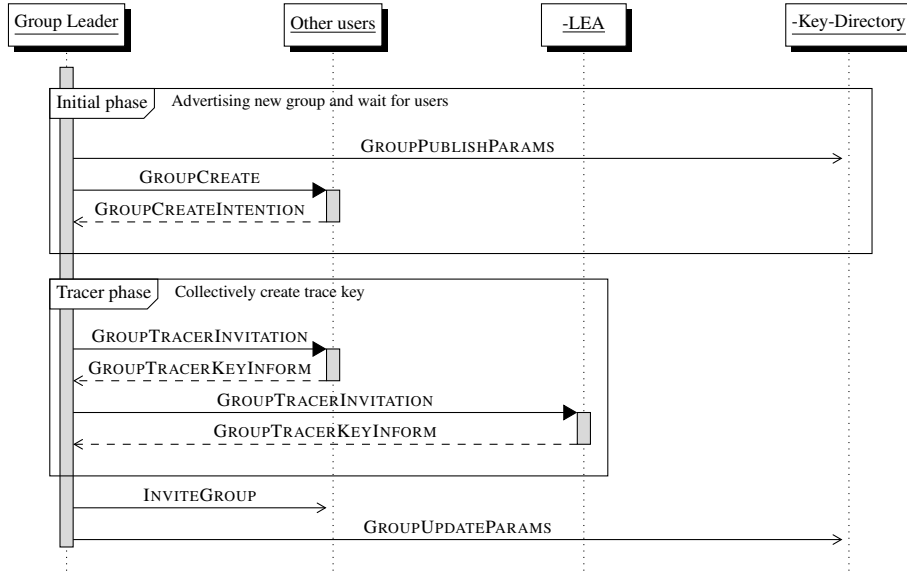 Group Leader
Other users
-LEA
-Key-Directory
Initial phase
Advertising new group and wait for users
GROUPPUBLISHPARAMS
GROUPCREATE
GROUPCREATEINTENTION
Tracer phase
Collectively create trace key
GROUPTRACERINVITATION
GROUPTRACERKEYINFORM
GROUPTRACERINVITATION
GROUPTRACERKEYINFORM
INVITEGROUP
GROUPUPDATEPARAMS